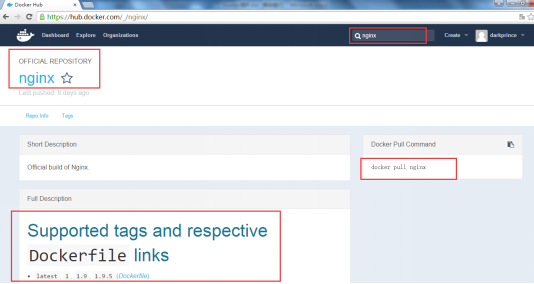 Docker Hub
https://hub.docker.com/_/nginx/
Dashboard Explore Organizations
nginx
Create
darkprince
OFFICIAL REPOSITORY
nginx
Last pushed: 8 days ago
Repo Info Tags
Short Description
Official build of Nginx.
Docker Pull Command
docker pull nginx
Full Description
Supported tags and respective
Dockerfile links
latest, 1, 1.9, 1.9.5 (Dockerfile)